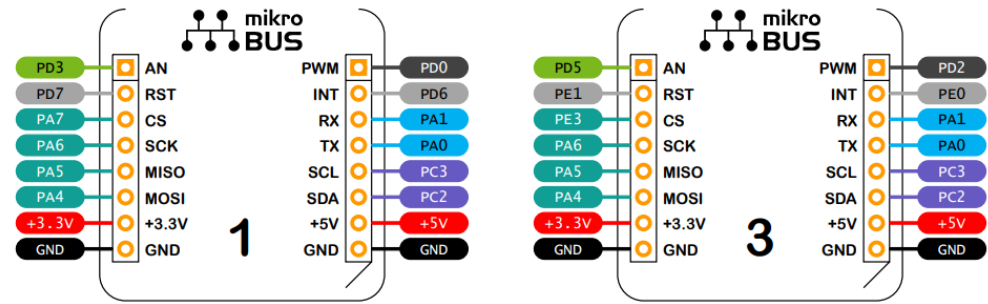 mikro
BUS
PD3 AN PWM PD0
PD7 RST INT PD6
PA7 CS RX PA1
PA6 SCK TX PA0
PA5 MISO SCL PC3
PA4 MOSI SDA PC2
+3.3V +3.3V +5V +5V
GND GND GND GND
1
mikro
BUS
PD5 AN PWM PD2
PE1 RST INT PE0
PE3 CS RX PA1
PA6 SCK TX PA0
PA5 MISO SCL PC3
PA4 MOSI SDA PC2
+3.3V +3.3V +5V +5V
GND GND GND GND
3